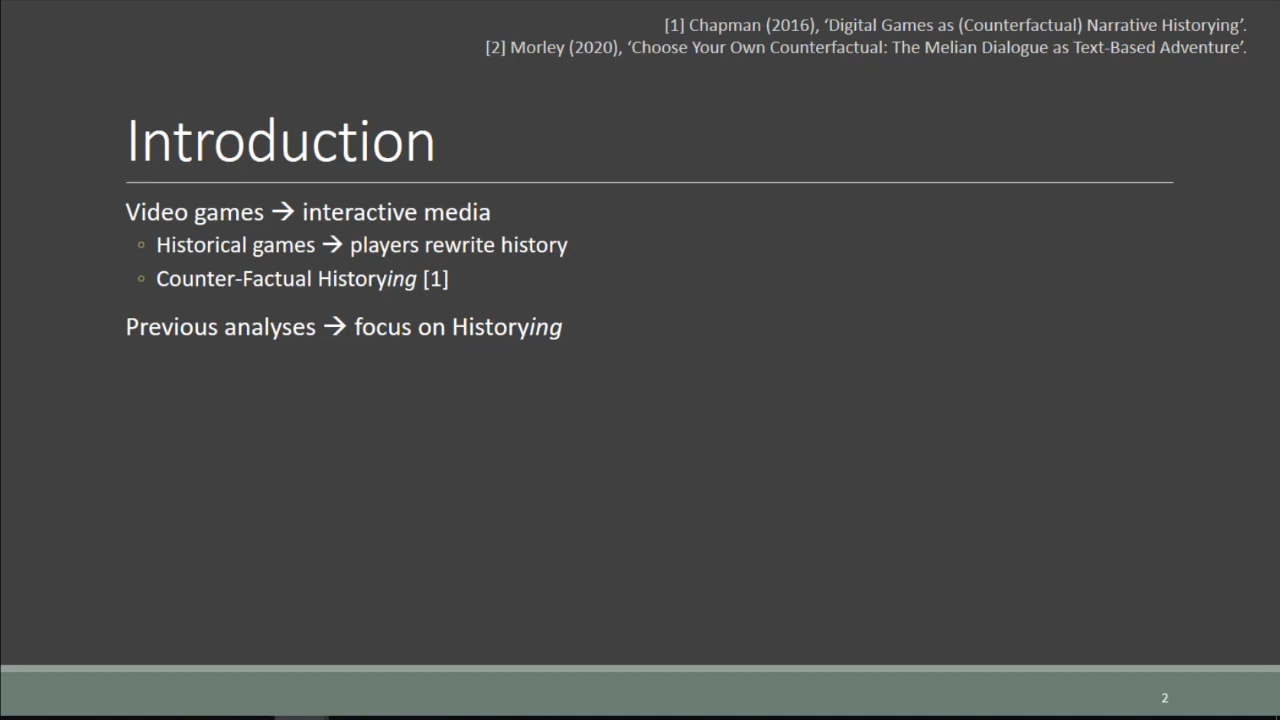 [1] Chapman (2016), ‘Digital Games as (Counterfactual) Narrative Historying’.
[2] Morley (2020), ‘Choose Your Own Counterfactual: The Melian Dialogue as Text-Based Adventure’.
Introduction
Video games → interactive media
◦ Historical games → players rewrite history
◦ Counter-Factual Historying [1]
Previous analyses → focus on Historying
2